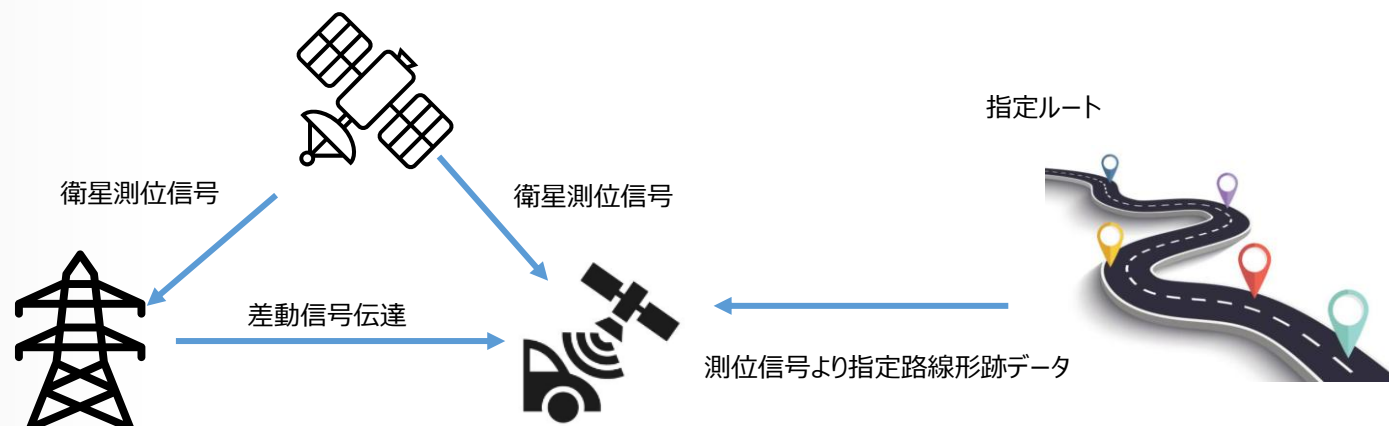 指定ルート
衛星測位信号
衛星測位信号
差動信号伝達
測位信号より指定路線形跡データ